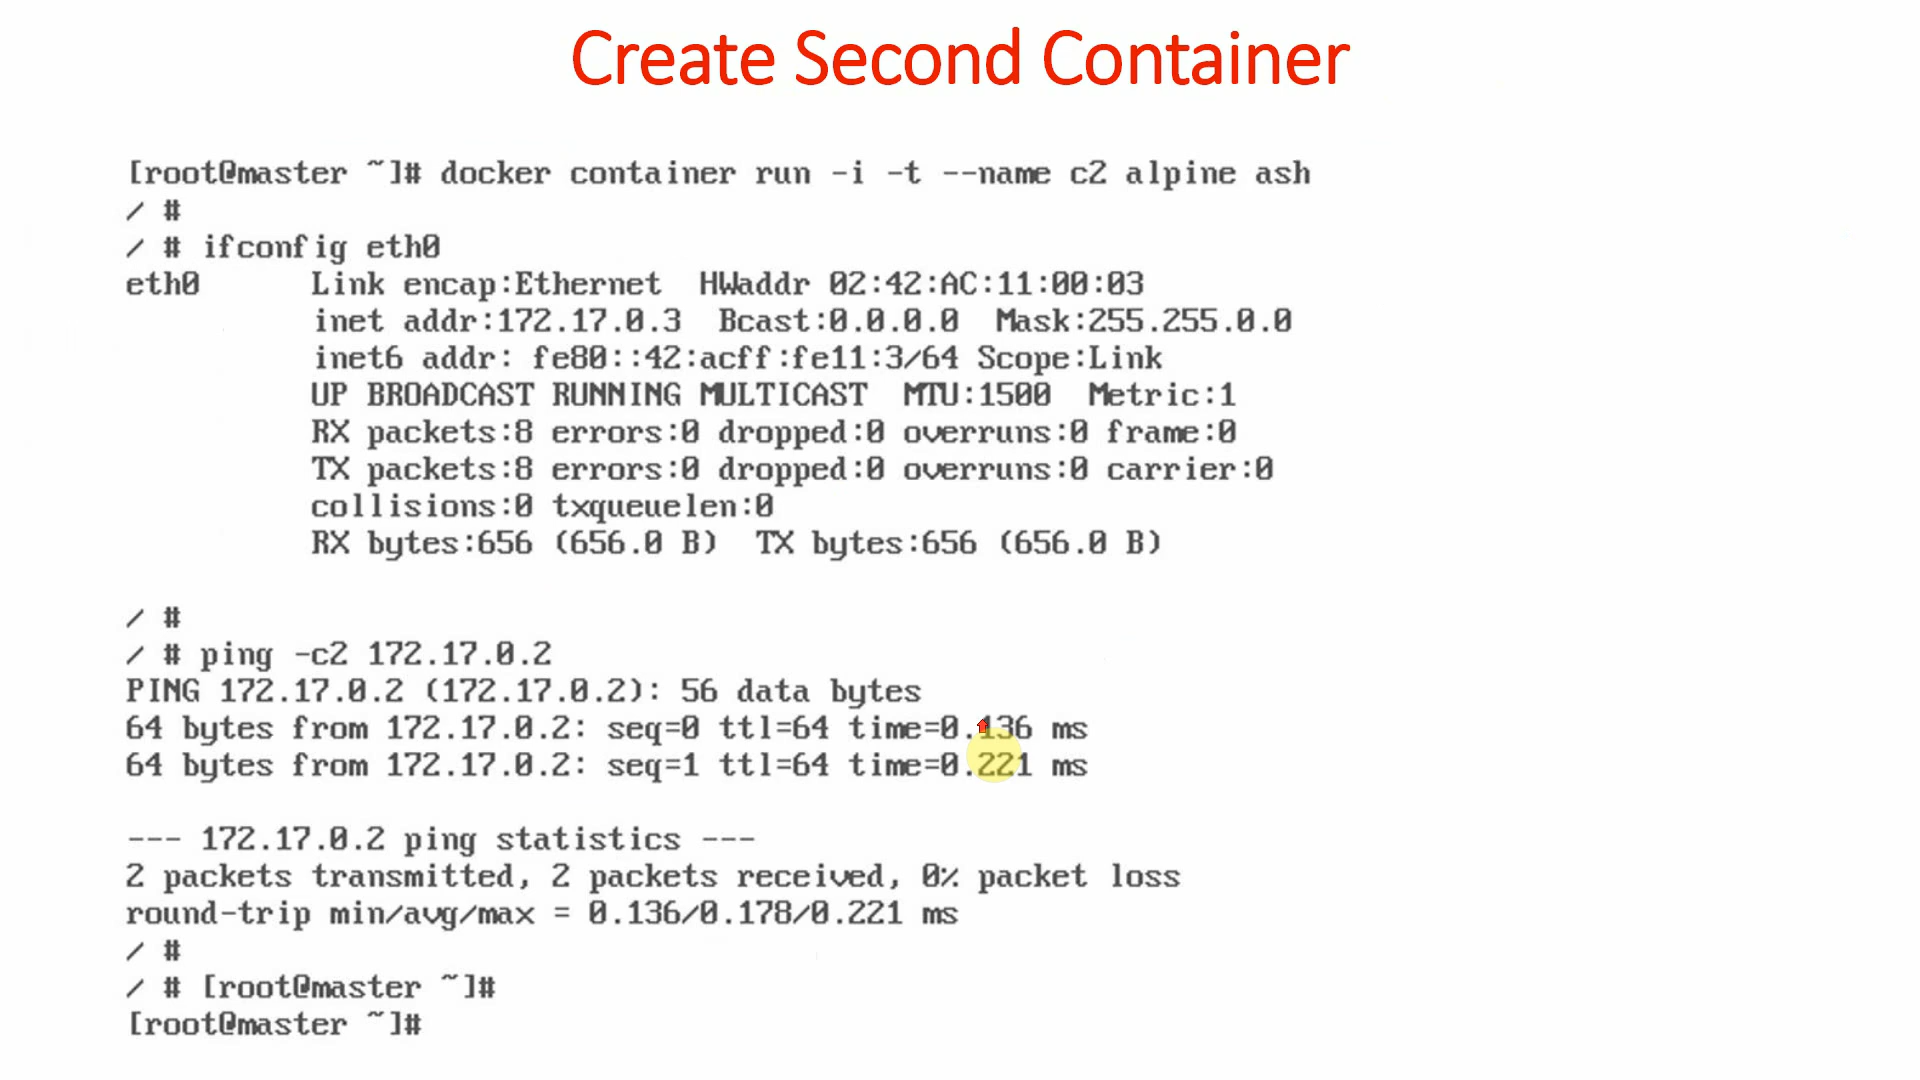 Create Second Container
[root@master ~]# docker container run -i -t --name c2 alpine ash
/ #
/ # ifconfig eth0
eth0      Link encap:Ethernet  HWaddr 02:42:AC:11:00:03
          inet addr:172.17.0.3  Bcast:0.0.0.0  Mask:255.255.0.0
          inet6 addr: fe80::42:acff:fe11:3/64 Scope:Link
          UP BROADCAST RUNNING MULTICAST  MTU:1500  Metric:1
          RX packets:8 errors:0 dropped:0 overruns:0 frame:0
          TX packets:8 errors:0 dropped:0 overruns:0 carrier:0
          collisions:0 txqueuelen:0
          RX bytes:656 (656.0 B)  TX bytes:656 (656.0 B)
/ #
/ # ping -c2 172.17.0.2
PING 172.17.0.2 (172.17.0.2): 56 data bytes
64 bytes from 172.17.0.2: seq=0 ttl=64 time=0.136 ms
64 bytes from 172.17.0.2: seq=1 ttl=64 time=0.221 ms
--- 172.17.0.2 ping statistics ---
2 packets transmitted, 2 packets received, 0% packet loss
round-trip min/avg/max = 0.136/0.178/0.221 ms
/ #
/ # [root@master ~]#
[root@master ~]#